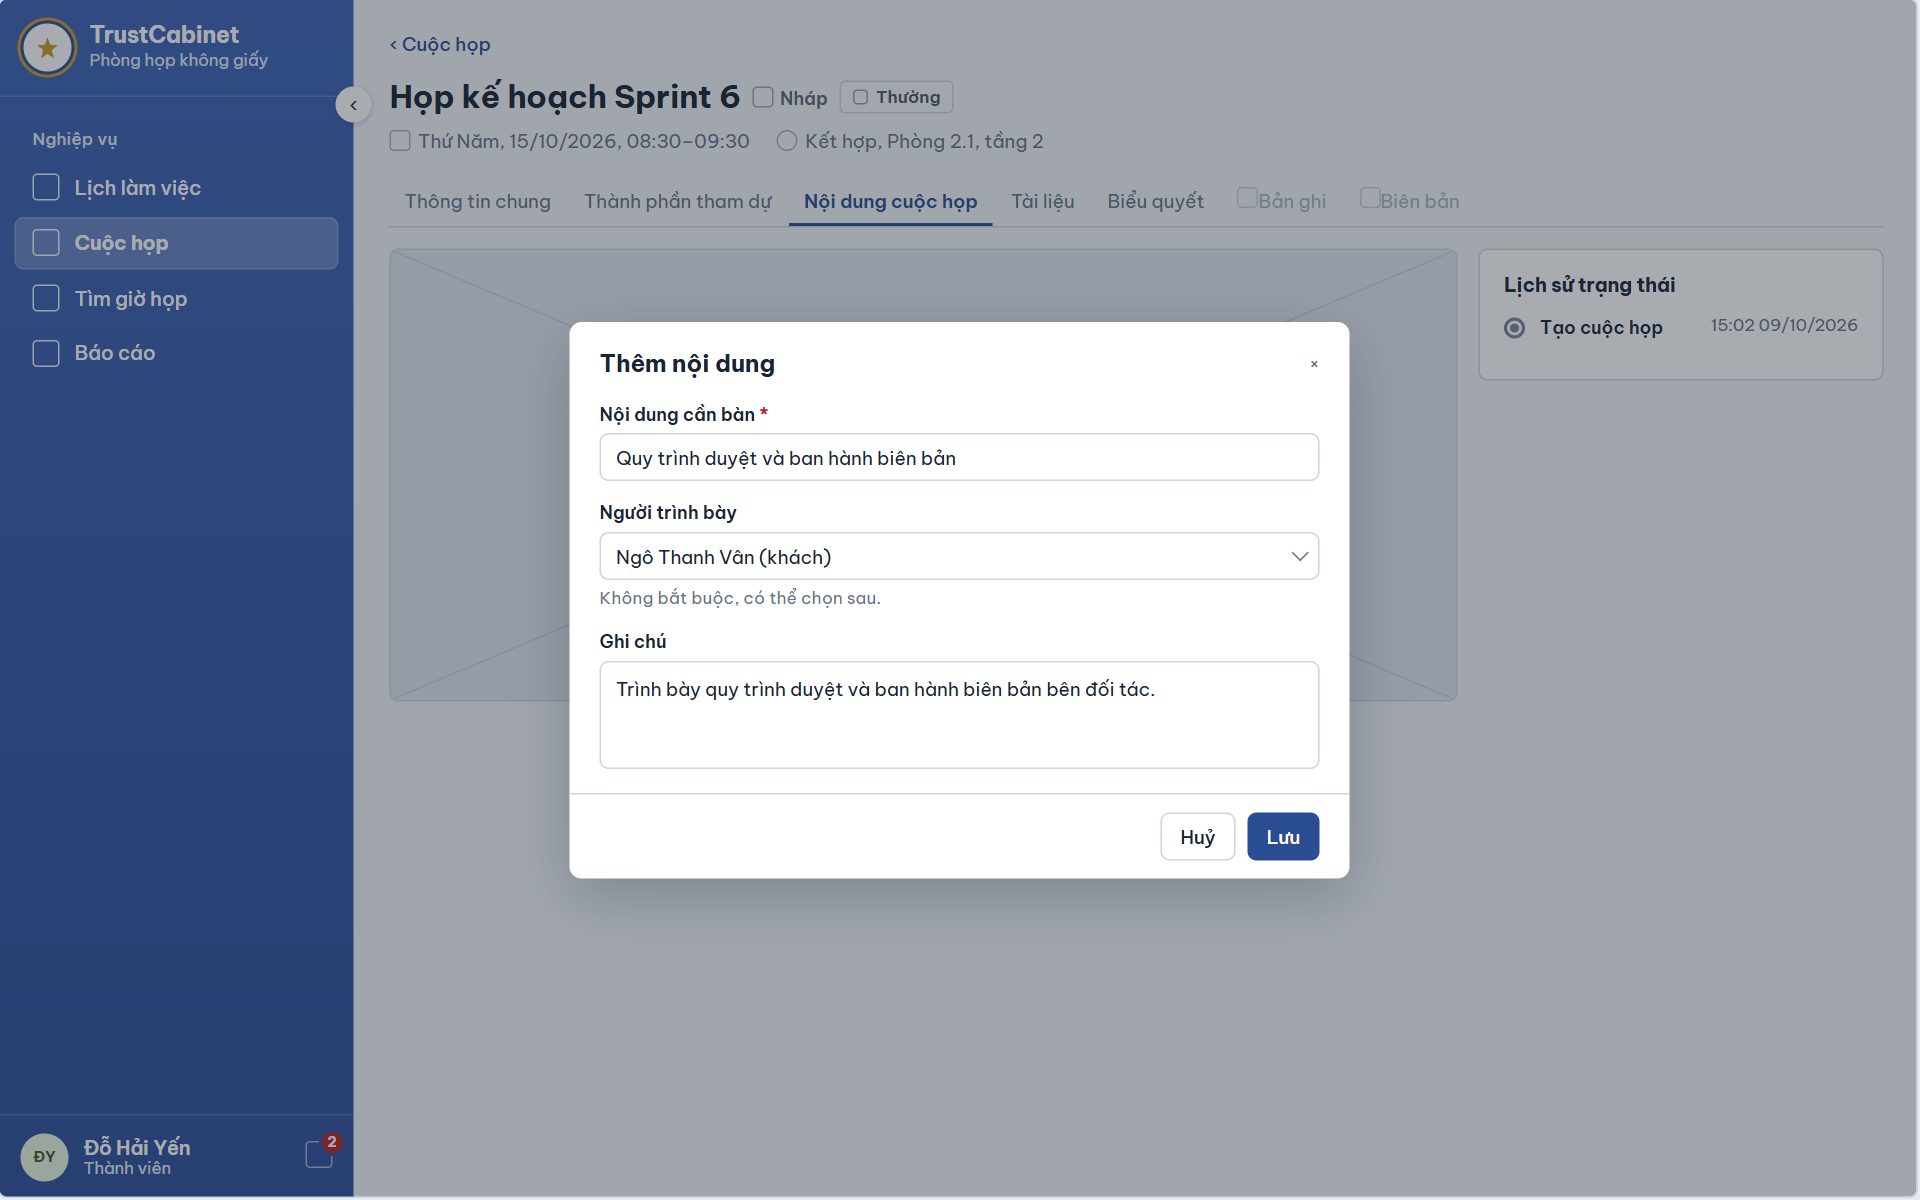 TrustCabinet
Phòng họp không giấy
Nghiệp vụ
Lịch làm việc
Cuộc họp
Tìm giờ họp
Báo cáo
ĐY
Đỗ Hải Yến
Thành viên
2
‹ Cuộc họp
Họp kế hoạch Sprint 6
Nháp
Thường
Thứ Năm, 15/10/2026, 08:30–09:30
Kết hợp, Phòng 2.1, tầng 2
Thông tin chung
Thành phần tham dự
Nội dung cuộc họp
Tài liệu
Biểu quyết
Bản ghi
Biên bản
Lịch sử trạng thái
Tạo cuộc họp
15:02 09/10/2026
Thêm nội dung
×
Nội dung cần bàn *
Quy trình duyệt và ban hành biên bản
Người trình bày
Ngô Thanh Vân (khách)
Không bắt buộc, có thể chọn sau.
Ghi chú
Trình bày quy trình duyệt và ban hành biên bản bên đối tác.
Huỷ
Lưu